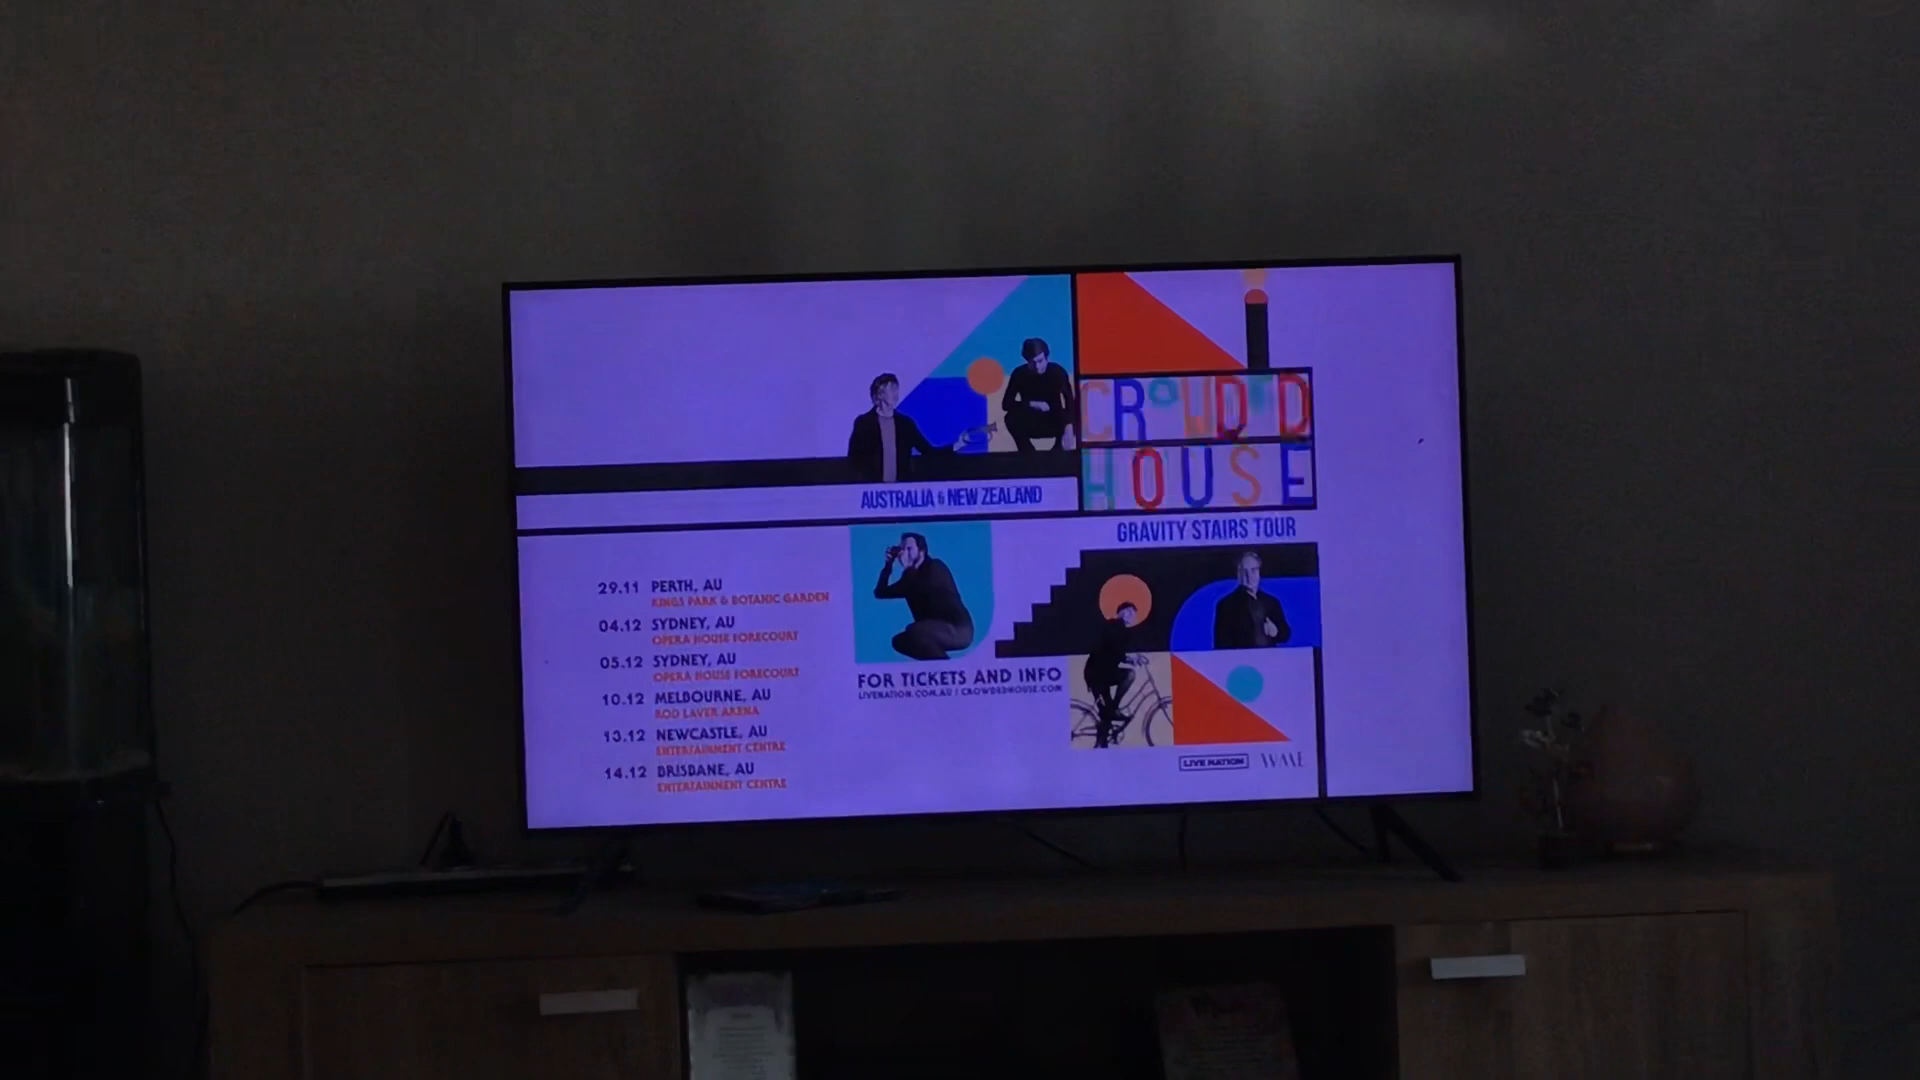 CROWDED
HOUSE
AUSTRALIA & NEW ZEALAND
GRAVITY STAIRS TOUR
29.11 PERTH, AU
KINGS PARK & BOTANIC GARDEN
04.12 SYDNEY, AU
OPERA HOUSE FORECOURT
05.12 SYDNEY, AU
OPERA HOUSE FORECOURT
10.12 MELBOURNE, AU
ROD LAVER ARENA
13.12 NEWCASTLE, AU
ENTERTAINMENT CENTRE
14.12 BRISBANE, AU
ENTERTAINMENT CENTRE
FOR TICKETS AND INFO
LIVENATION.COM.AU / CROWDEDHOUSE.COM
LIVE NATION